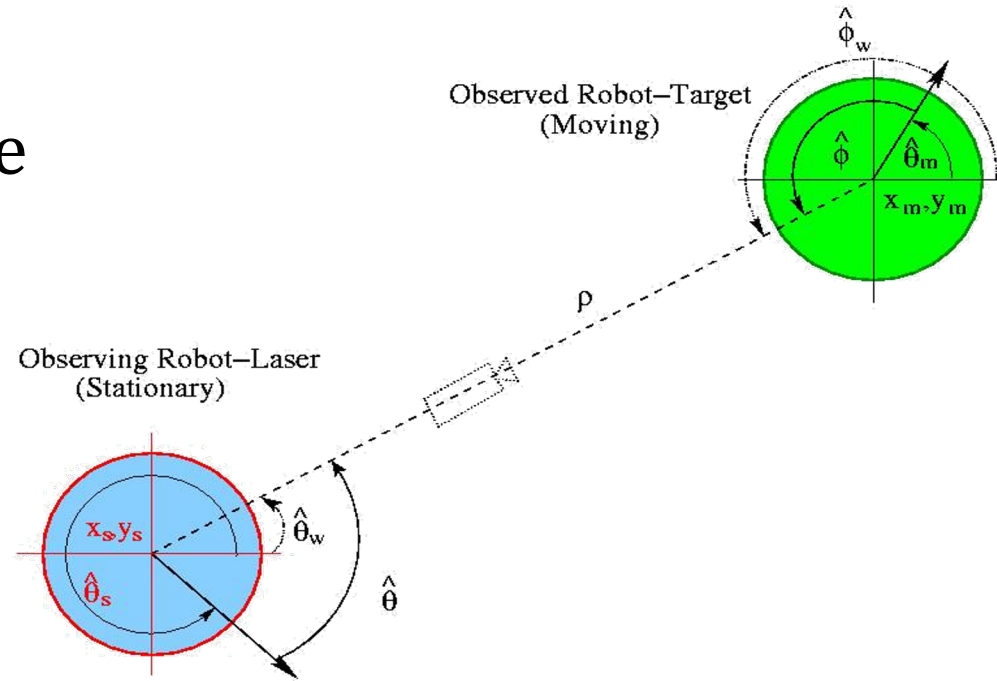 e
φ̂w
Observed Robot–Target
(Moving)
φ̂
θ̂m
xm,ym
ρ
Observing Robot–Laser
(Stationary)
xs,ys
θ̂w
θ̂s
θ̂